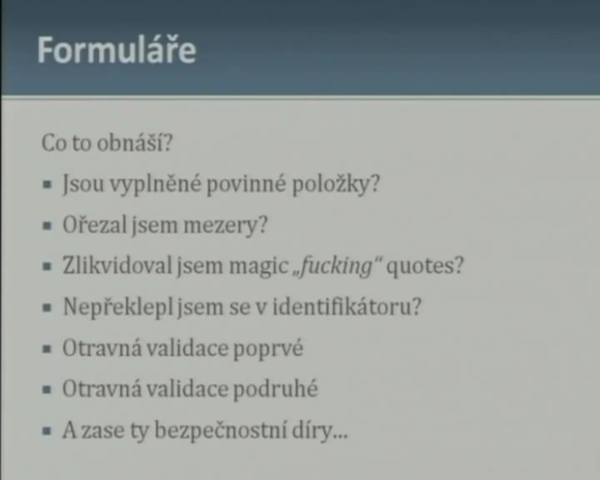 Formuláře
Co to obnáší?
Jsou vyplněné povinné položky?
Ořezal jsem mezery?
Zlikvidoval jsem magic „fucking“ quotes?
Nepřeklepl jsem se v identifikátoru?
Otravná validace poprvé
Otravná validace podruhé
A zase ty bezpečnostní díry...